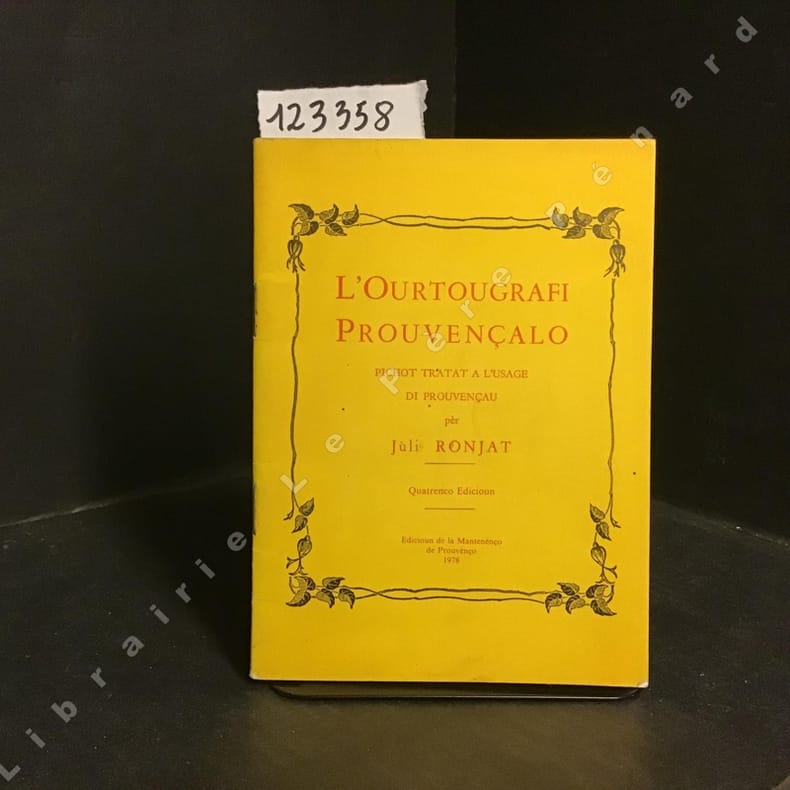 123358
L'OURTOUGRAFI
PROUVENÇALO
PICHOT TRATAT A L'USAGE
DI PROUVENÇAU
pèr
Jùli RONJAT
Quatrenco Edicioun
Edicioun de la Mantenènço
de Prouvènço
1978
Librairie Le Père Pénard